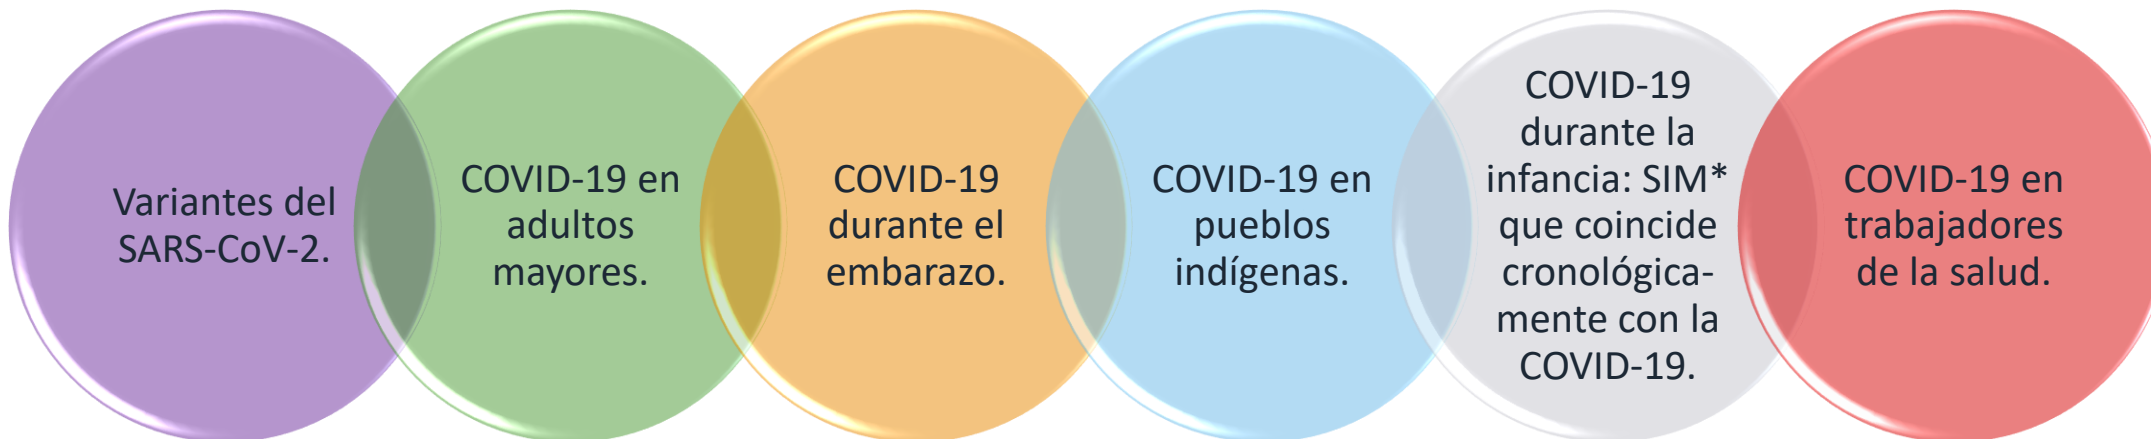 Variantes del
SARS-CoV-2.
COVID-19 en
adultos
mayores.
COVID-19
durante el
embarazo.
COVID-19 en
pueblos
indígenas.
COVID-19
durante la
infancia: SIM*
que coincide
cronológica-
mente con la
COVID-19.
COVID-19 en
trabajadores
de la salud.